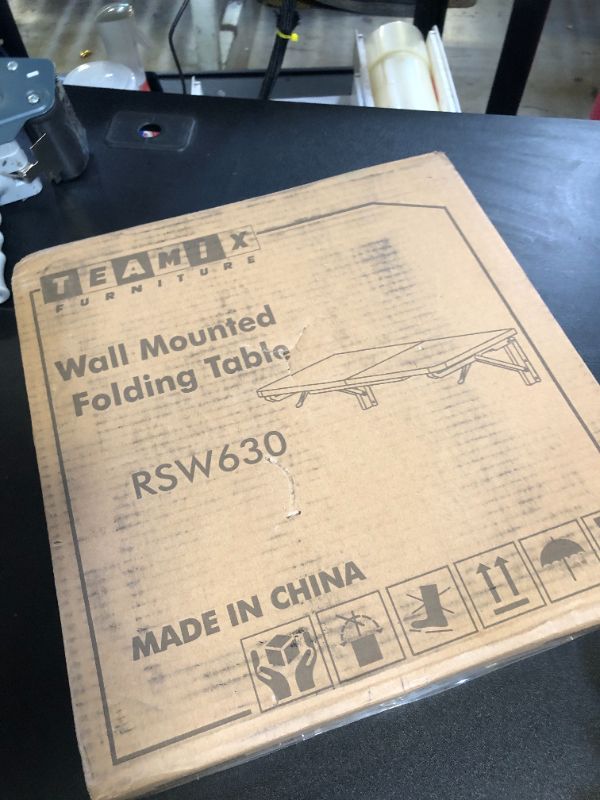 TEAMIX
FURNITURE
Wall Mounted
Folding Table
RSW630
MADE IN CHINA